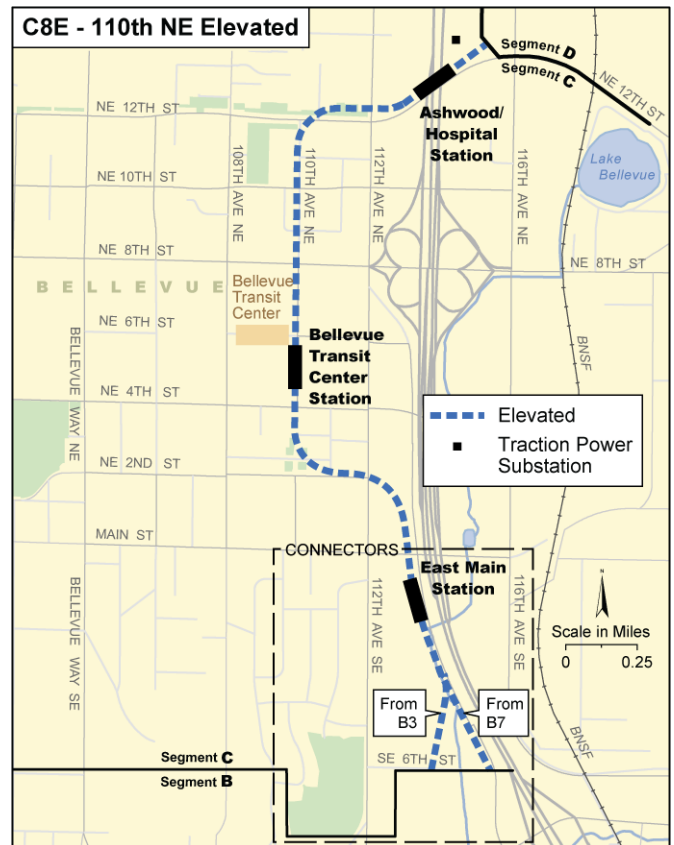 C8E - 110th NE Elevated
Segment D
Segment C
NE 12TH ST
NE 12TH ST
Ashwood/
Hospital
Station
108TH AVE NE
110TH AVE NE
112TH AVE NE
116TH AVE NE
Lake
Bellevue
NE 10TH ST
NE 8TH ST
NE 8TH ST
BELLEVUE
Bellevue
Transit
Center
NE 6TH ST
Bellevue
Transit
Center
Station
BELLEVUE WAY NE
BNSF
NE 4TH ST
Elevated
Traction Power
Substation
NE 2ND ST
MAIN ST
CONNECTORS
East Main
Station
BELLEVUE WAY SE
112TH AVE SE
116TH AVE SE
N
Scale in Miles
0 0.25
From
B3
From
B7
BNSF
Segment C
Segment B
SE 6TH ST